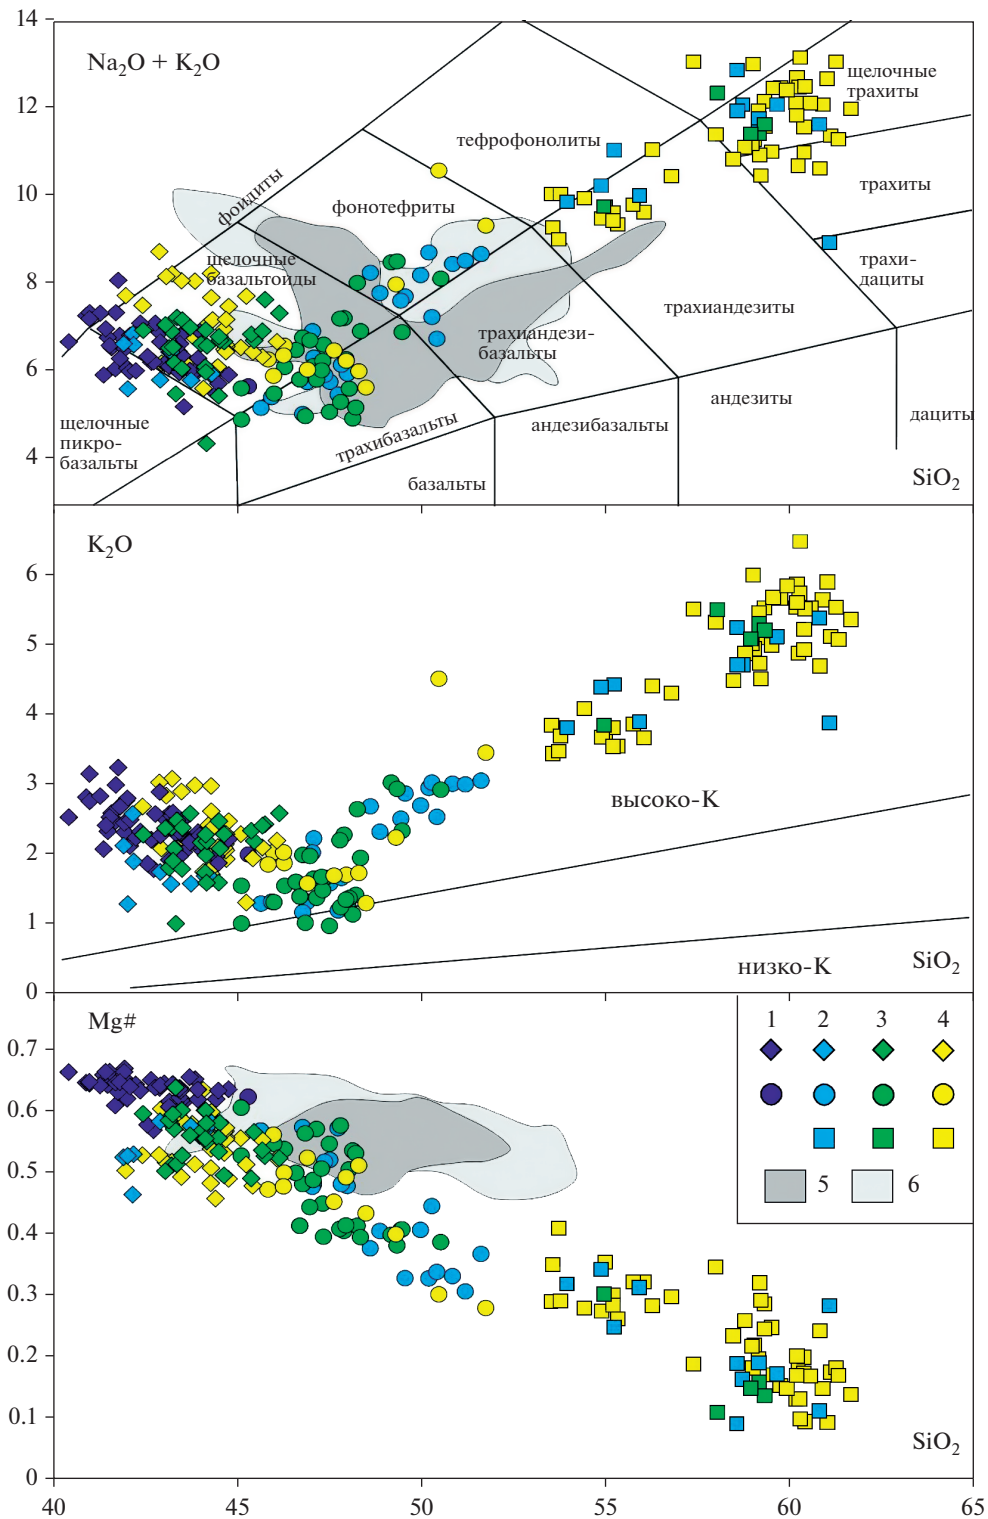 14
12
10
8
6
4
Na₂O + K₂O
щелочные
трахиты
тефрофонолиты
трахиты
фоидиты
фонотефриты
щелочные
базальтоиды
трахи-
дациты
трахиандезиты
трахиандези-
базальты
щелочные
пикро-
базальты
трахибазальты
андезибазальты
андезиты
дациты
базальты
SiO₂
K₂O
6
5
4
3
2
1
0
высоко-K
низко-K
SiO₂
Mg#
0.7
0.6
0.5
0.4
0.3
0.2
0.1
0
1 2 3 4
5 6
SiO₂
40 45 50 55 60 65